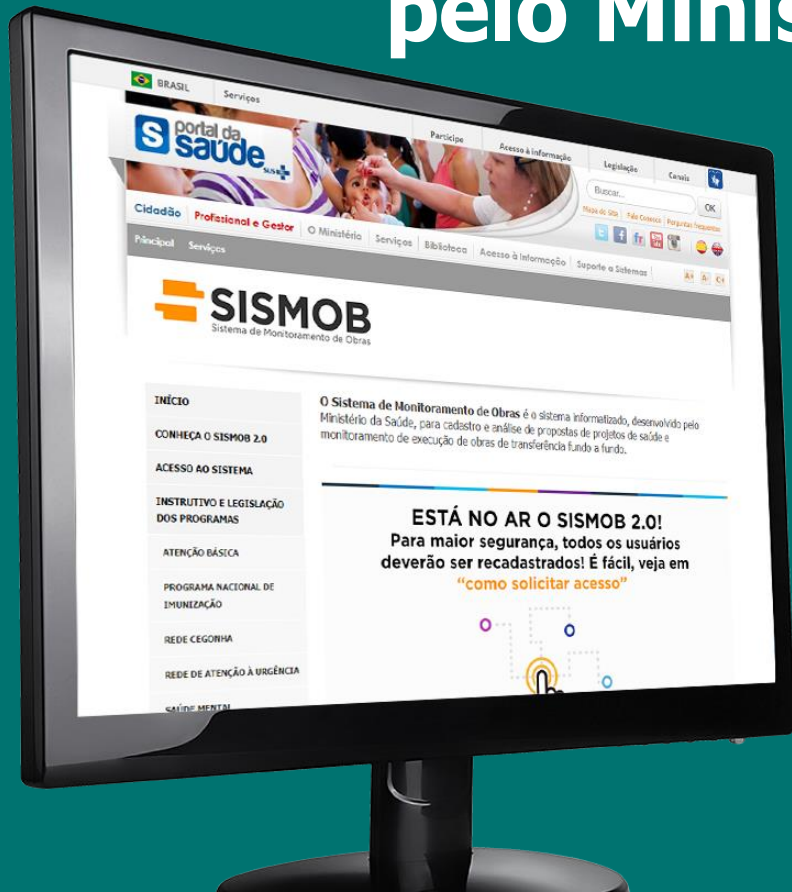 pelo Minis
BRASIL Serviços
Participe Acesso à informação Legislação Canais
S portal da
saúde SUS
Buscar... OK
Mapa do Site Fale Conosco Perguntas frequentes
Cidadão Profissional e Gestor O Ministério Serviços Biblioteca Acesso à Informação Suporte a Sistemas
Principal Serviços
A+ A- C+
SISMOB
Sistema de Monitoramento de Obras
INÍCIO
CONHEÇA O SISMOB 2.0
ACESSO AO SISTEMA
INSTRUTIVO E LEGISLAÇÃO
DOS PROGRAMAS
ATENÇÃO BÁSICA
PROGRAMA NACIONAL DE
IMUNIZAÇÃO
REDE CEGONHA
REDE DE ATENÇÃO À URGÊNCIA
SAÚDE MENTAL
O Sistema de Monitoramento de Obras é o sistema informatizado, desenvolvido pelo
Ministério da Saúde, para cadastro e análise de propostas de projetos de saúde e
monitoramento de execução de obras de transferência fundo a fundo.
ESTÁ NO AR O SISMOB 2.0!
Para maior segurança, todos os usuários
deverão ser recadastrados! É fácil, veja em
“como solicitar acesso”